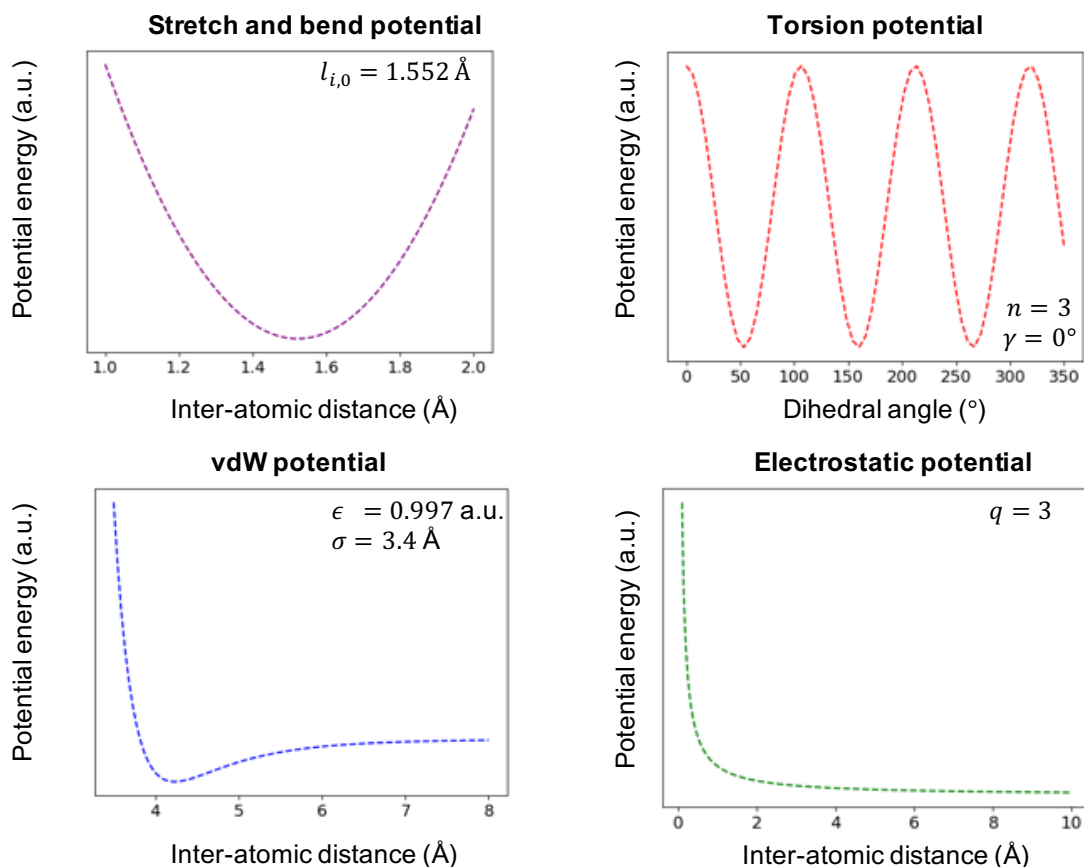 Stretch and bend potential
Potential energy (a.u.)
l_{i,0} = 1.552 Å
1.0 1.2 1.4 1.6 1.8 2.0
Inter-atomic distance (Å)
Torsion potential
Potential energy (a.u.)
n = 3
γ = 0°
0 50 100 150 200 250 300 350
Dihedral angle (°)
vdW potential
Potential energy (a.u.)
ϵ = 0.997 a.u.
σ = 3.4 Å
4 5 6 7 8
Inter-atomic distance (Å)
Electrostatic potential
Potential energy (a.u.)
q = 3
0 2 4 6 8 10
Inter-atomic distance (Å)